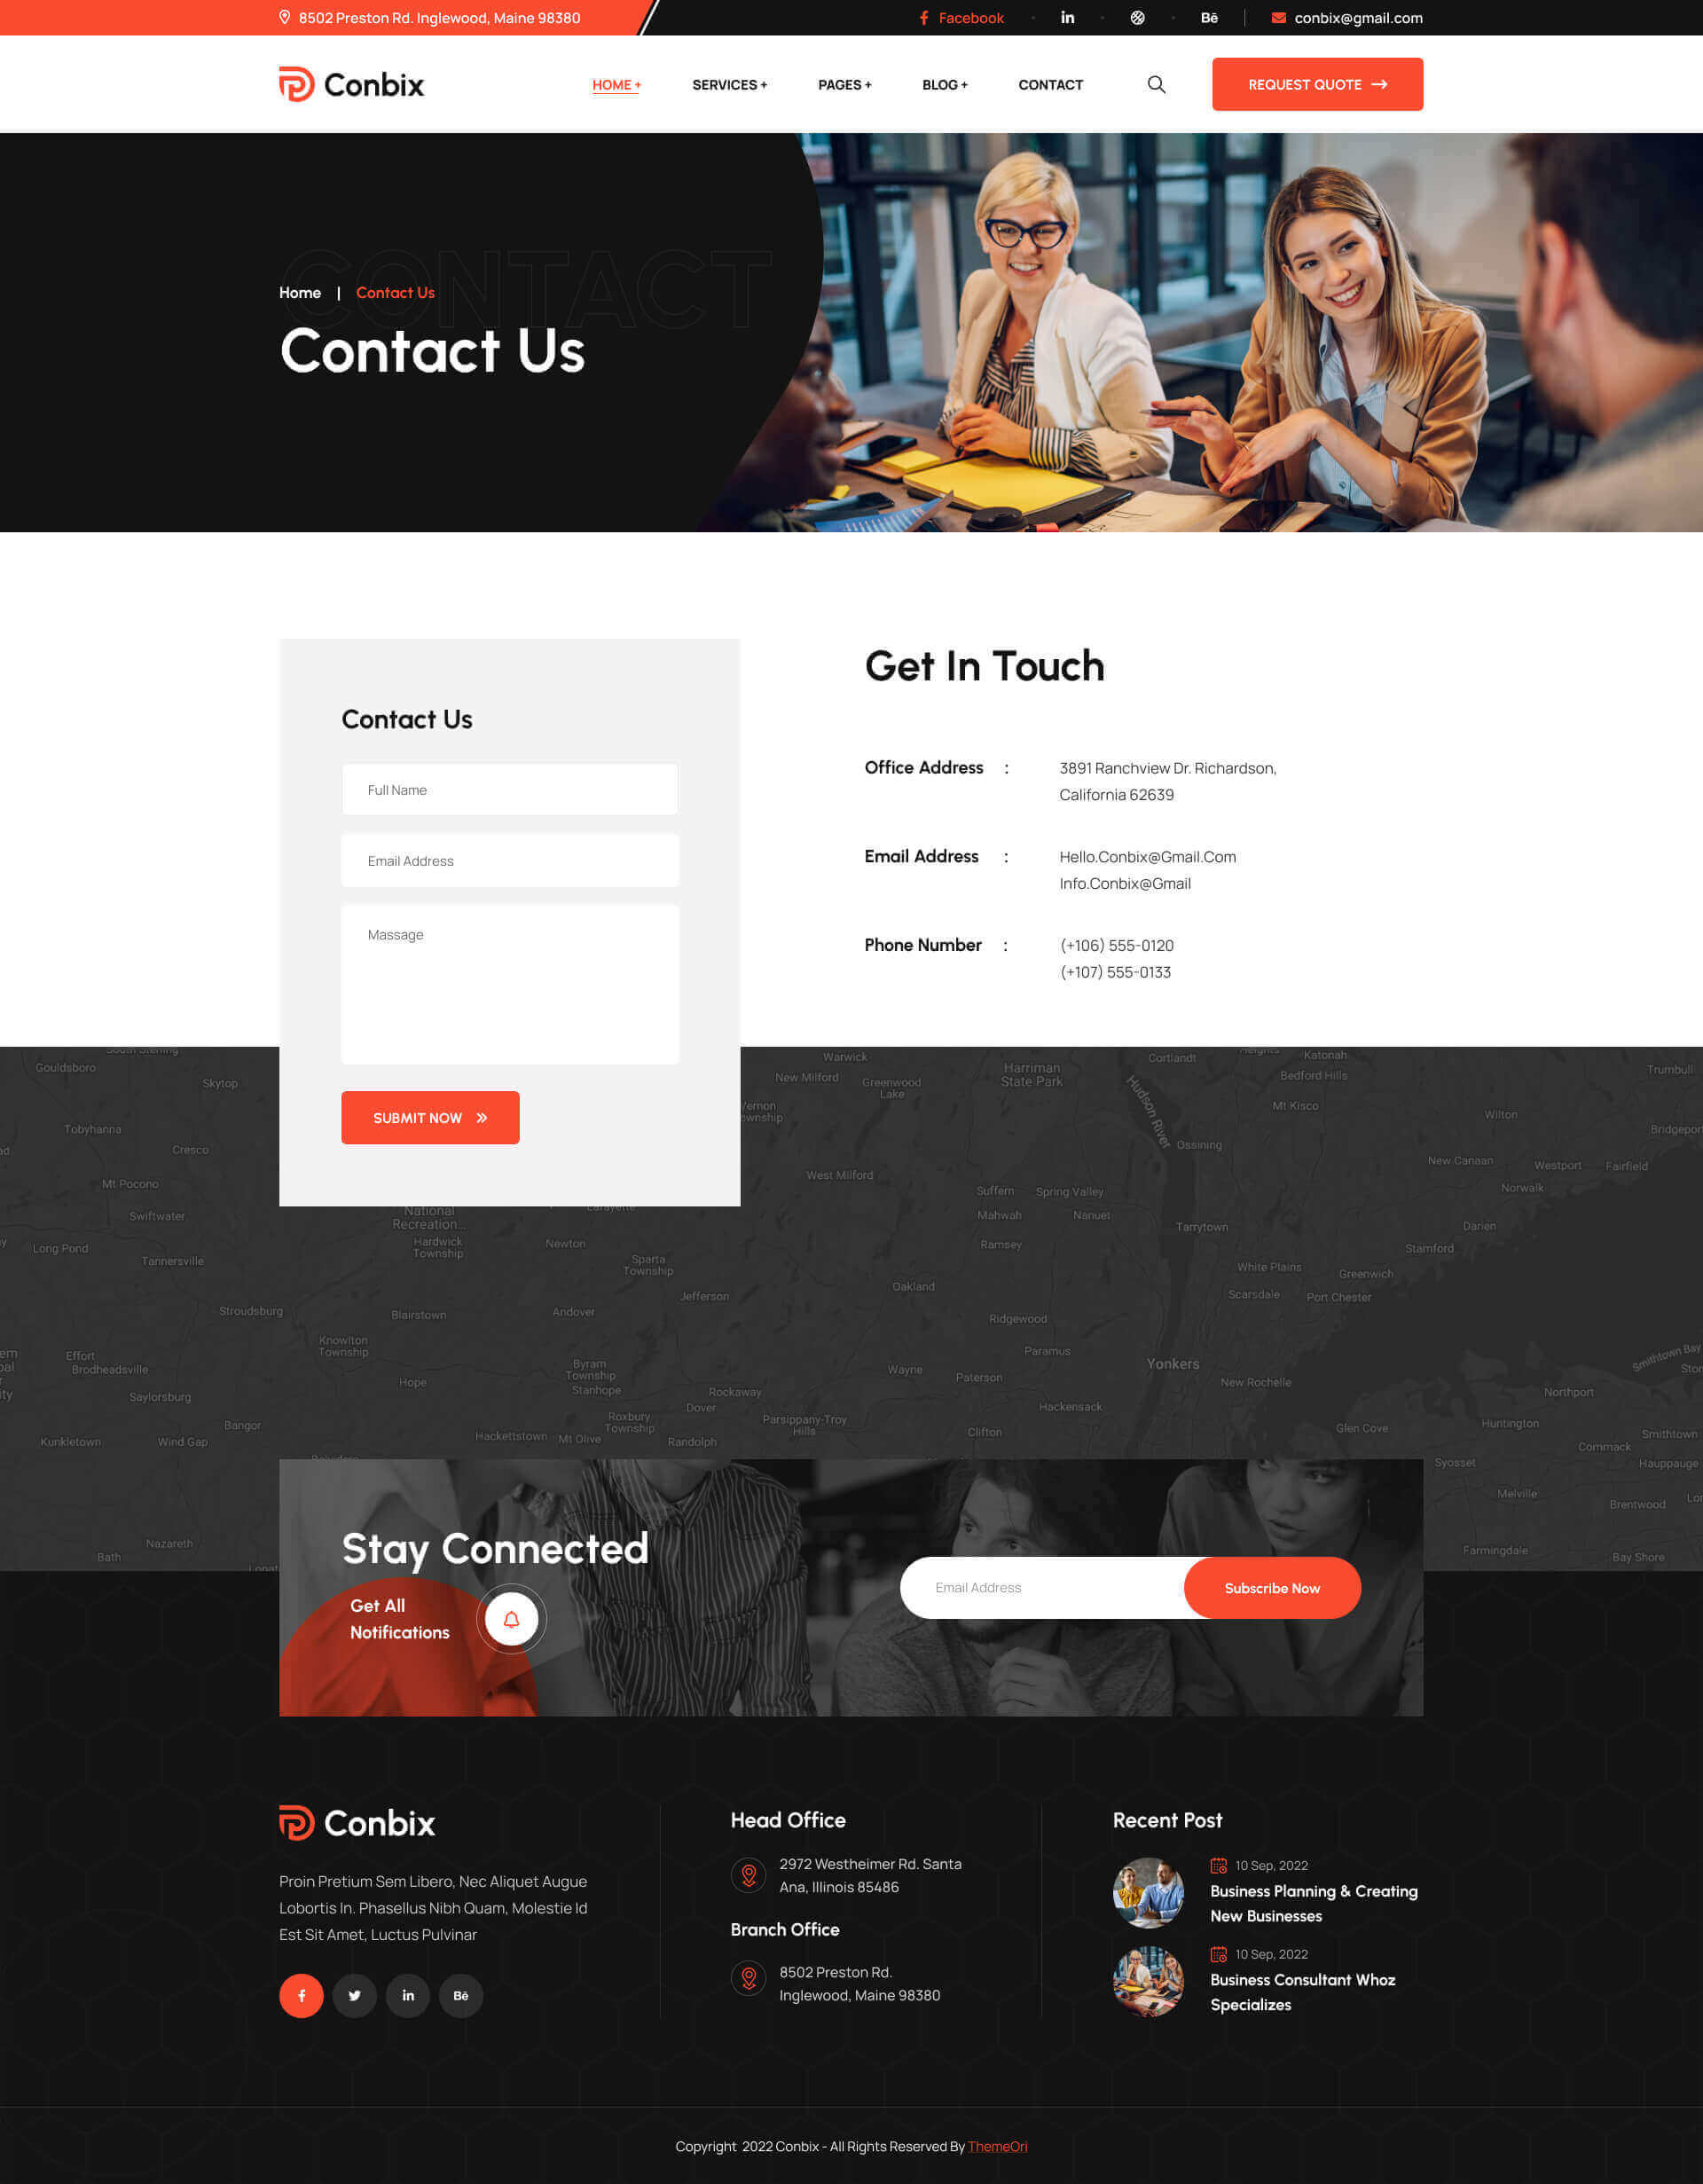 8502 Preston Rd. Inglewood, Maine 98380
Facebook
Bē
conbix@gmail.com
Conbix
HOME +
SERVICES +
PAGES +
BLOG +
CONTACT
REQUEST QUOTE
CONTACT
Home | Contact Us
Contact Us
Contact Us
Full Name
Email Address
Massage
SUBMIT NOW
Get In Touch
Office Address :
3891 Ranchview Dr. Richardson,
California 62639
Email Address :
Hello.Conbix@Gmail.Com
Info.Conbix@Gmail
Phone Number :
(+106) 555-0120
(+107) 555-0133
Gouldsboro
Skytop
Tobyhanna
Cresco
Mt Pocono
Swiftwater
Long Pond
Tannersville
Stroudsburg
Effort
Brodheadsville
Saylorsburg
Bangor
Kunkletown
Wind Gap
Nazareth
Bath
National
Recreation...
Hardwick
Township
Newton
Sparta
Township
Jefferson
Blairstown
Andover
Knowlton
Township
Byram
Township
Stanhope
Hope
Rockaway
Dover
Roxbury
Township
Hackettstown
Mt Olive
Randolph
Parsippany-Troy
Hills
Warwick
New Milford
Greenwood
Lake
Harriman
State Park
Cortlandt
Katonah
Bedford Hills
Trumbull
Hudson River
Mt Kisco
Wilton
Ossining
West Milford
New Canaan
Westport
Fairfield
Norwalk
Suffern
Spring Valley
Mahwah
Nanuet
Tarrytown
Darien
Ramsey
Stamford
White Plains
Greenwich
Oakland
Scarsdale
Port Chester
Ridgewood
Paramus
Yonkers
Wayne
Paterson
New Rochelle
Smithtown Bay
Northport
Hackensack
Clifton
Glen Cove
Huntington
Smithtown
Commack
Syosset
Hauppauge
Melville
Brentwood
Farmingdale
Bay Shore
Stay Connected
Get All
Notifications
Email Address
Subscribe Now
Conbix
Proin Pretium Sem Libero, Nec Aliquet Augue
Lobortis In. Phasellus Nibh Quam, Molestie Id
Est Sit Amet, Luctus Pulvinar
Bē
Head Office
2972 Westheimer Rd. Santa
Ana, Illinois 85486
Branch Office
8502 Preston Rd.
Inglewood, Maine 98380
Recent Post
10 Sep, 2022
Business Planning & Creating
New Businesses
10 Sep, 2022
Business Consultant Whoz
Specializes
Copyright 2022 Conbix - All Rights Reserved By ThemeOri